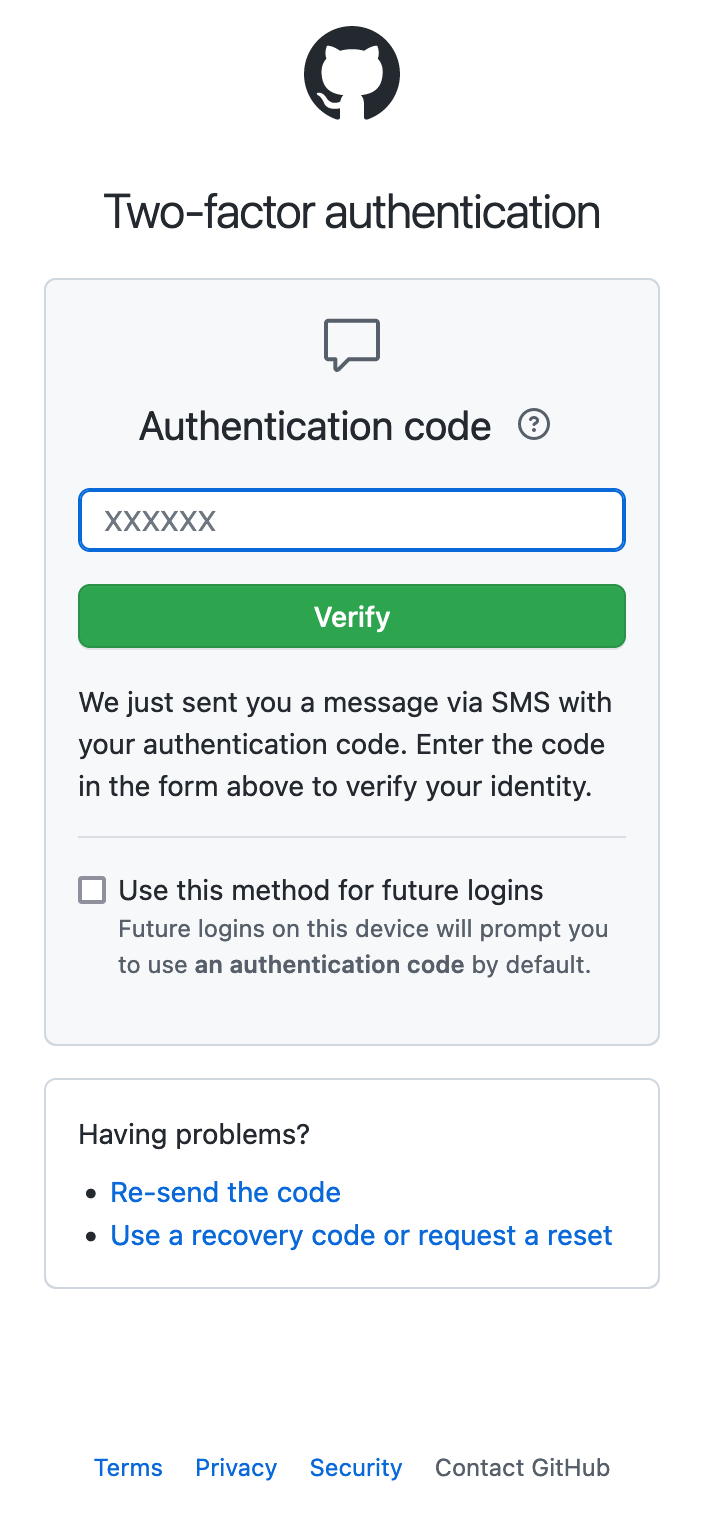 Two-factor authentication
Authentication code
XXXXXX
Verify
We just sent you a message via SMS with
your authentication code. Enter the code
in the form above to verify your identity.
Use this method for future logins
Future logins on this device will prompt you
to use an authentication code by default.
Having problems?
• Re-send the code
• Use a recovery code or request a reset
Terms Privacy Security Contact GitHub